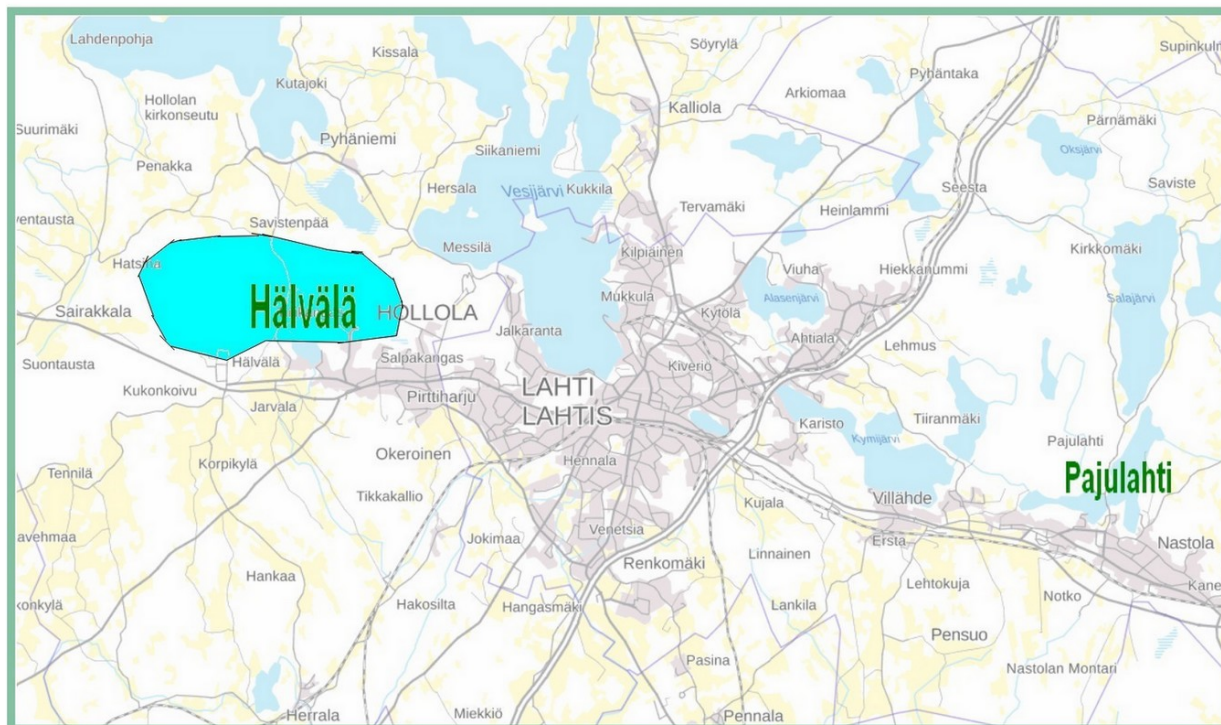 Lahdenpohja
Kissala
Söyrylä
Supinkulm
Kutajoki
Pyhäntaka
Hollolan
kirkonseutu
Kalliola
Arkiomaa
Suurimäki
Pyhäniemi
Pärnämäki
Siikaniemi
Oksjärvi
Penakka
Hersala
Vesijärvi
Kukkila
Seesta
Saviste
Tervamäki
Heinlammi
ventausta
Savistenpää
Messilä
Kilpiäinen
Kirkkomäki
Hatsina
Viuha
Hiekkanummi
Mukkula
Alasenjärvi
Salajärvi
Sairakkala
Hälvälä
HOLLOLA
Kytölä
Jalkaranta
Ahtiala
Lehmus
Suontausta
Hälvälä
Salpakangas
Kiveriö
Kukonkoivu
LAHTI
LAHTIS
Jarvala
Pirttiharju
Karisto
Tiiranmäki
Kymijärvi
Pajulahti
Okeroinen
Hennala
Korpikylä
Tennilä
Pajulahti
Tikkakallio
Villähde
Kujala
Venetsia
avehmaa
Jokimaa
Ersta
Nastola
Linnainen
Renkomäki
Hankaa
Lehtokuja
Kane
Notko
konkylä
Hakosilta
Hangasmäki
Lankila
Pensuo
Pasina
Nastolan Montari
Herrala
Miekkiö
Pennala